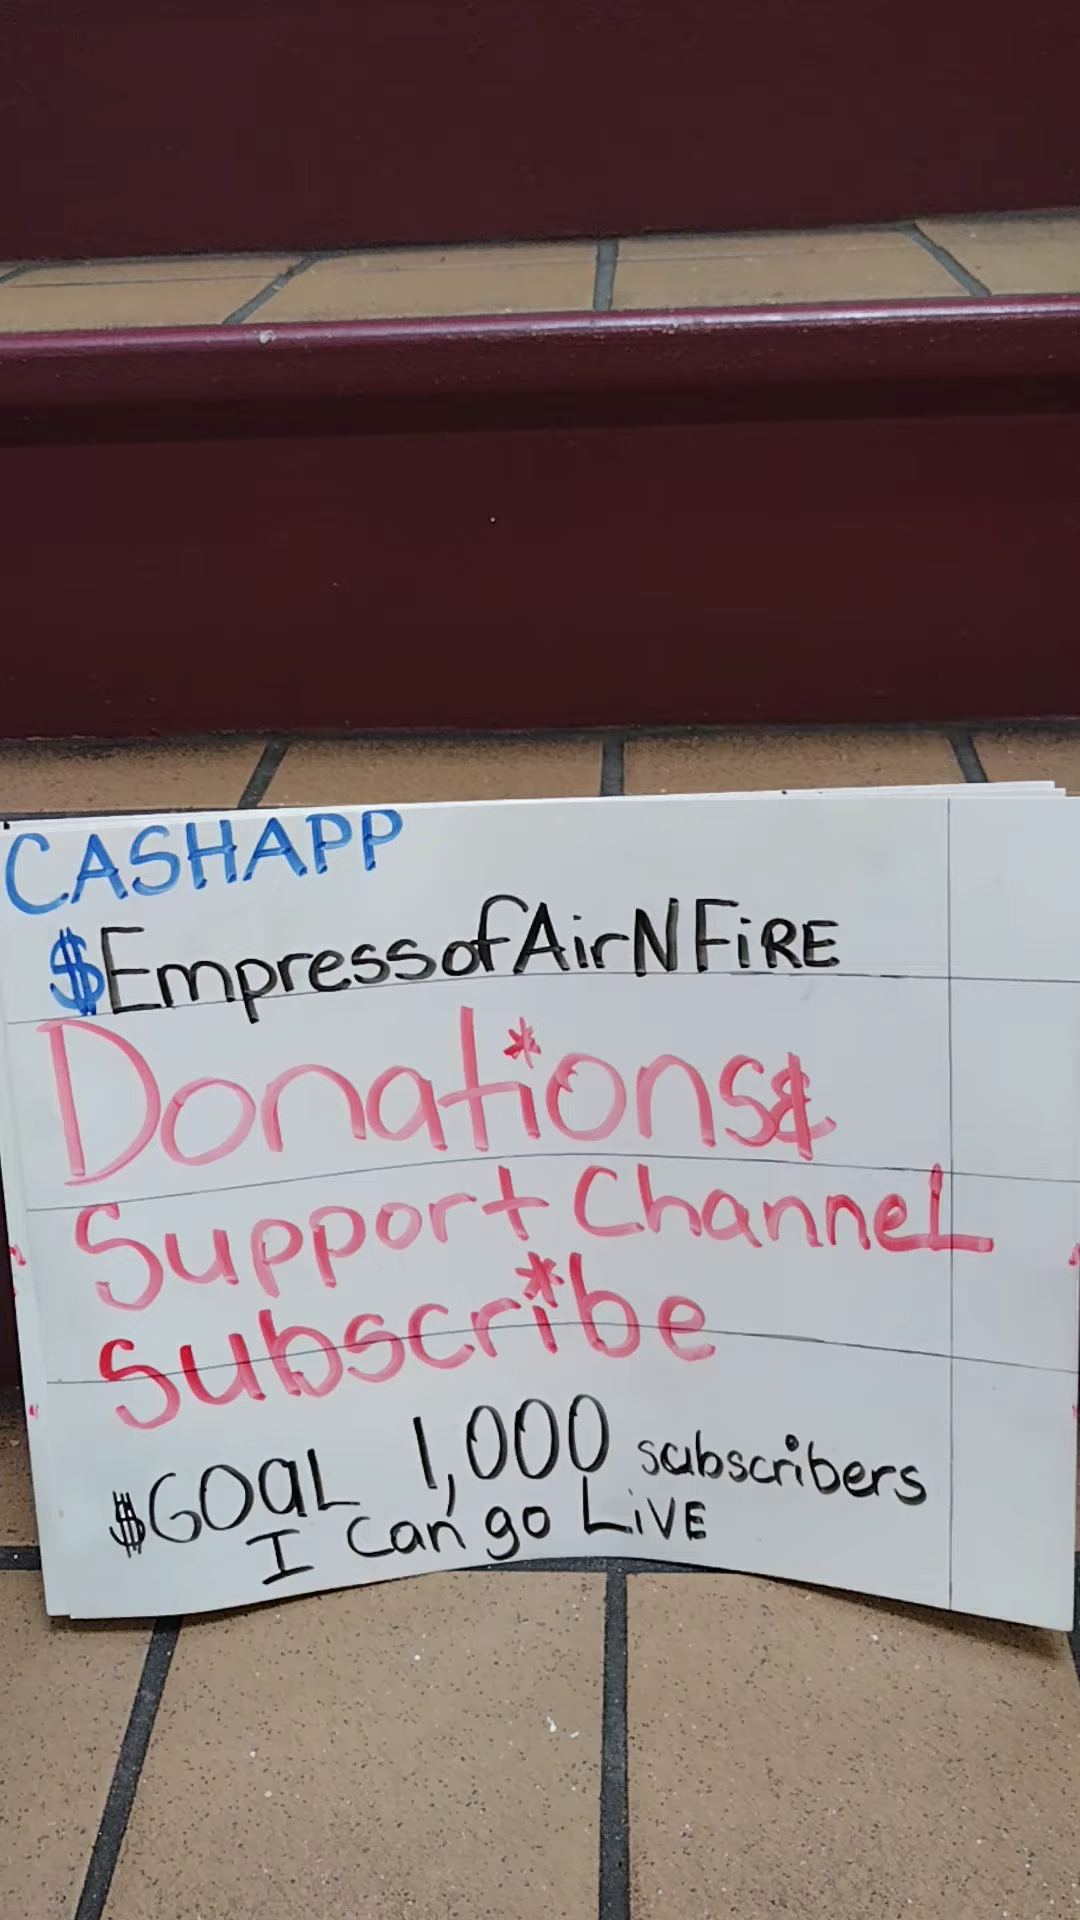 CASHAPP
$EmpressofAirNFiRE
Donations&
Support Channel
Subscribe
$GOaL 1,000 subscribers
I Can go LiVE